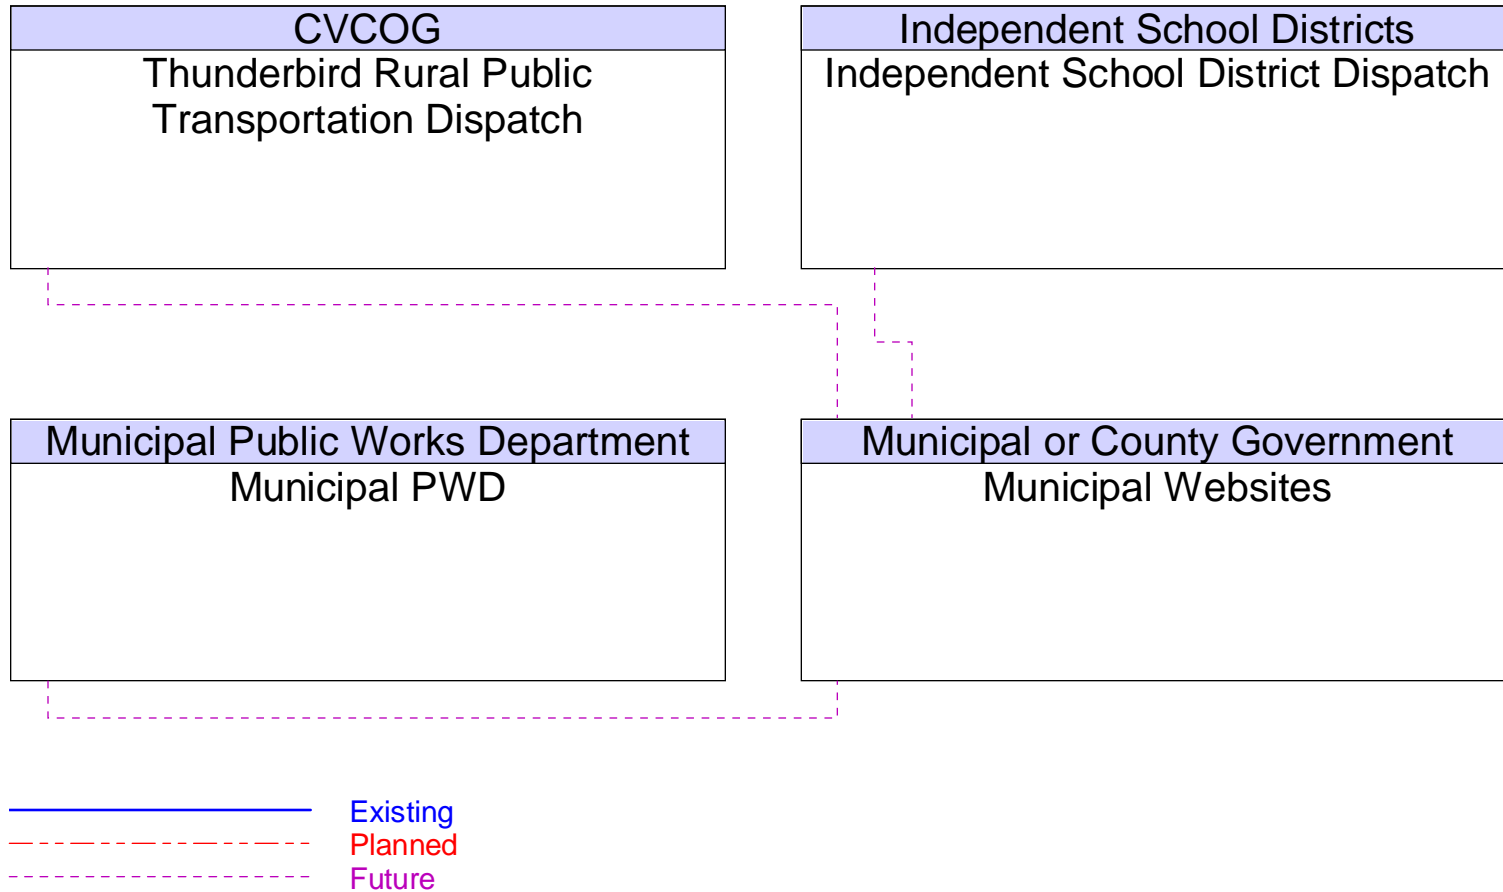 CVCOG
Thunderbird Rural Public
Transportation Dispatch
Independent School Districts
Independent School District Dispatch
Municipal Public Works Department
Municipal PWD
Municipal or County Government
Municipal Websites
Existing
Planned
Future